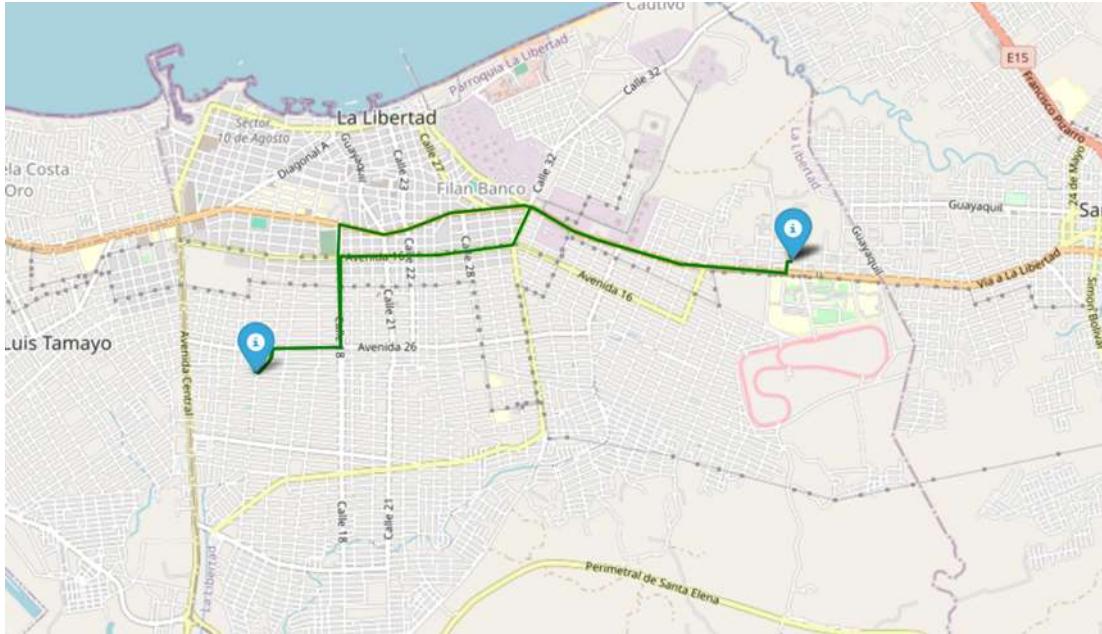 Cautivo
E15
Francisco Pizarro
Parroquia La Libertad
Calle 32
La Libertad
Sector
10 de Agosto
La Libertad
24 de Mayo
Diagonal A
Guayaquil
Calle 23
Calle 27
Filan Banco
Calle 32
ela Costa
Oro
Guayaquil
San
Guayaquil
Avenida 16
Calle 22
Calle 28
Avenida 16
Vía a La Libertad
Simón Bolívar
Calle 21
Luis Tamayo
Avenida Central
Avenida 26
Calle 18
Calle 21
La Libertad
Perimetral de Santa Elena